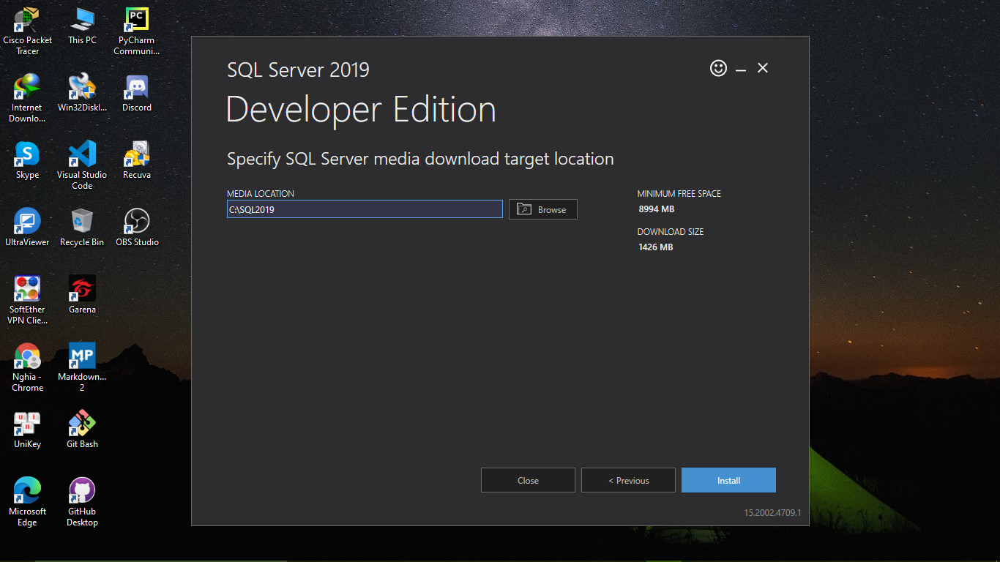 Cisco Packet
Tracer
This PC
PC
PyCharm
Communi...
Internet
Downlo...
Win32DiskI...
Discord
S
Skype
Visual Studio
Code
Recuva
UltraViewer
Recycle Bin
OBS Studio
SoftEther
VPN Clie...
Garena
Nghia -
Chrome
MP
Markdown...
2
u i
n
UniKey
Git Bash
Microsoft
Edge
GitHub
Desktop
SQL Server 2019
Developer Edition
Specify SQL Server media download target location
MEDIA LOCATION
C:\SQL2019
Browse
MINIMUM FREE SPACE
8994 MB
DOWNLOAD SIZE
1426 MB
Close
< Previous
Install
15.2002.4709.1